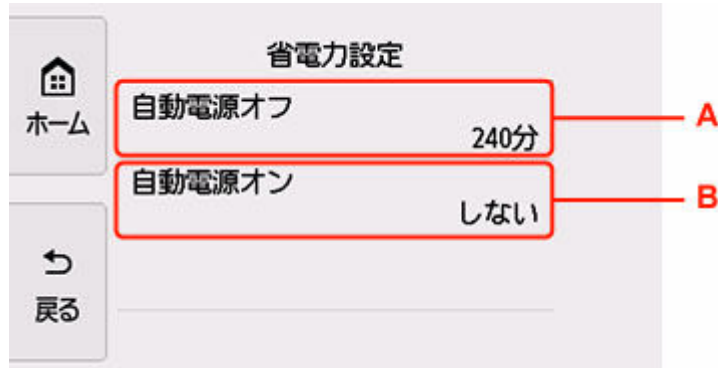 省電力設定
ホーム
自動電源オフ
240分
A
自動電源オン
しない
B
戻る